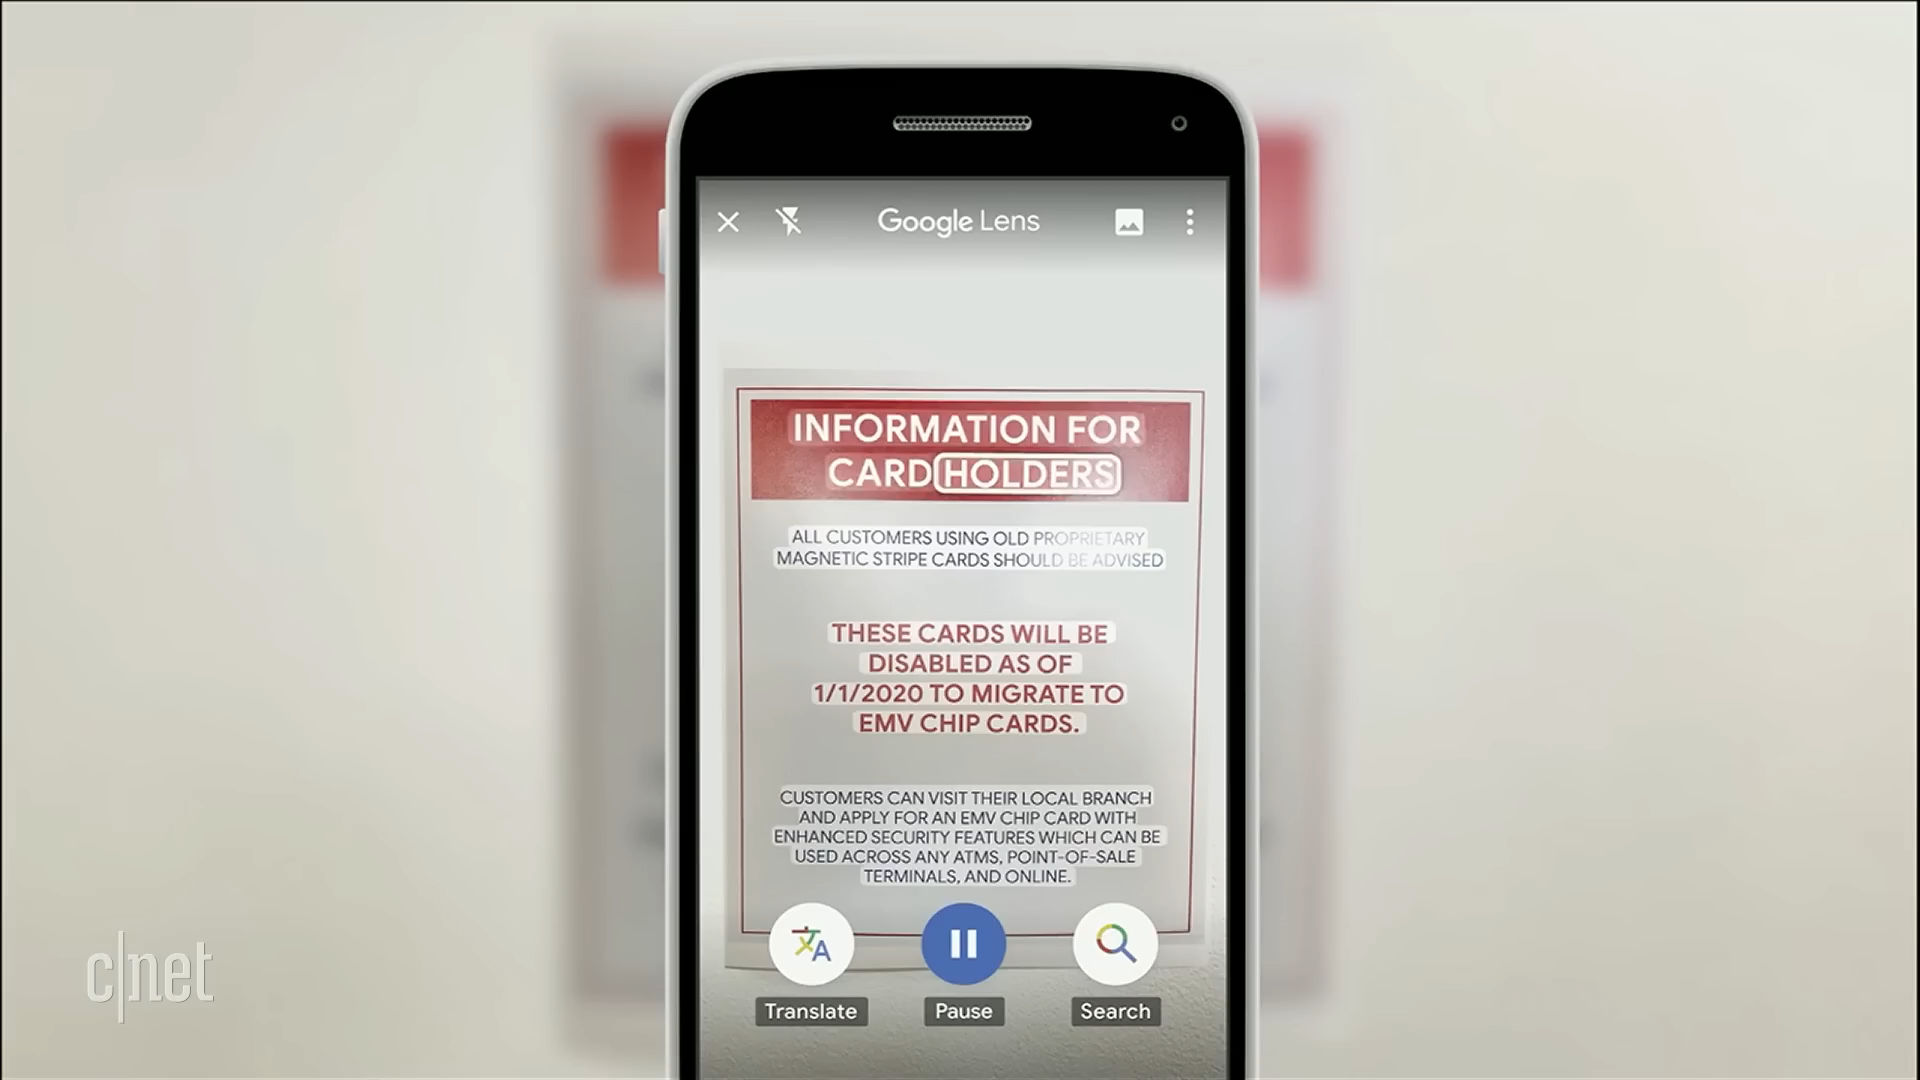 Google Lens
INFORMATION FOR
CARDHOLDERS
ALL CUSTOMERS USING OLD PROPRIETARY
MAGNETIC STRIPE CARDS SHOULD BE ADVISED
THESE CARDS WILL BE
DISABLED AS OF
1/1/2020 TO MIGRATE TO
EMV CHIP CARDS.
CUSTOMERS CAN VISIT THEIR LOCAL BRANCH
AND APPLY FOR AN EMV CHIP CARD WITH
ENHANCED SECURITY FEATURES WHICH CAN BE
USED ACROSS ANY ATMS, POINT-OF-SALE
TERMINALS, AND ONLINE.
Translate
Pause
Search
c|net